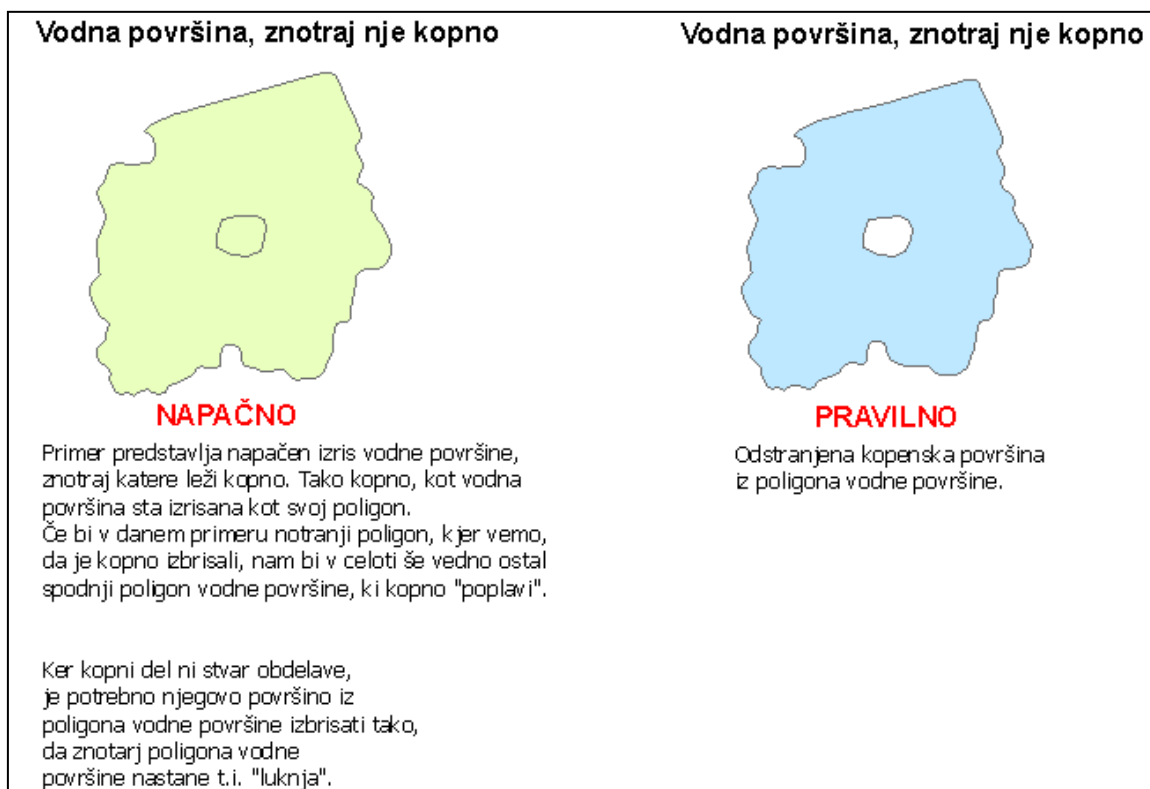 Vodna površina, znotraj nje kopno
NAPAČNO
Primer predstavlja napačen izris vodne površine,
znotraj katere leži kopno. Tako kopno, kot vodna
površina sta izrisana kot svoj poligon.
Če bi v danem primeru notranji poligon, kjer vemo,
da je kopno izbrisali, nam bi v celoti še vedno ostal
spodnji poligon vodne površine, ki kopno "poplavi".
Ker kopni del ni stvar obdelave,
je potrebno njegovo površino iz
poligona vodne površine izbrisati tako,
da znotarj poligona vodne
površine nastane t.i. "luknja".
Vodna površina, znotraj nje kopno
PRAVILNO
Odstranjena kopenska površina
iz poligona vodne površine.